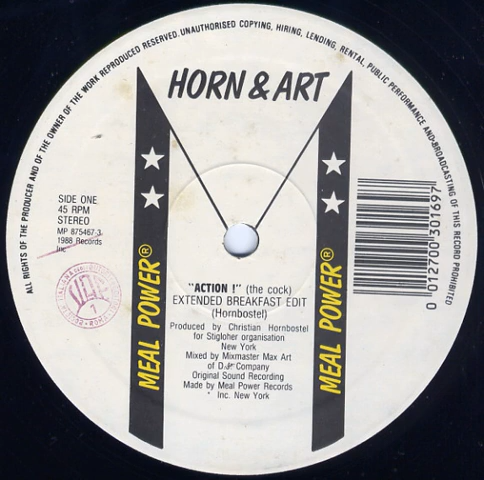 ALL RIGHTS OF THE PRODUCER AND OF THE OWNER OF THE WORK REPRODUCED RESERVED. UNAUTHORISED COPYING, HIRING, LENDING, RENTAL, PUBLIC PERFORMANCE AND BROADCASTING OF THIS RECORD PROHIBITED
HORN & ART
SIDE ONE
45 RPM
STEREO
MP 875467-3
1988 Records
Inc.
MEAL POWER®
MEAL POWER®
0 012700 301697
"ACTION !" (the cock)
EXTENDED BREAKFAST EDIT
(Hornbostel)
Produced by Christian Hornbostel
for Stigloher organisation
New York
Mixed by Mixmaster Max Art
of D.J. Company
Original Sound Recording
Made by Meal Power Records
Inc. New York